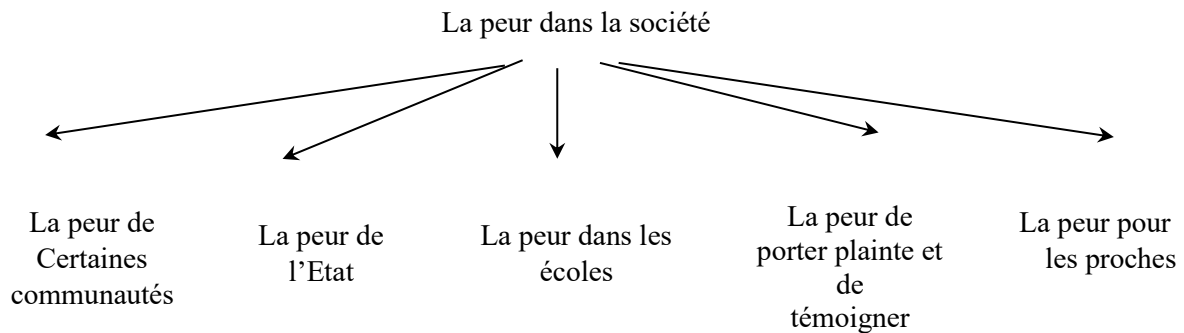 La peur dans la société
La peur de
Certaines
communautés
La peur de
l’Etat
La peur dans les
écoles
La peur de
porter plainte et
de
témoigner
La peur pour
les proches